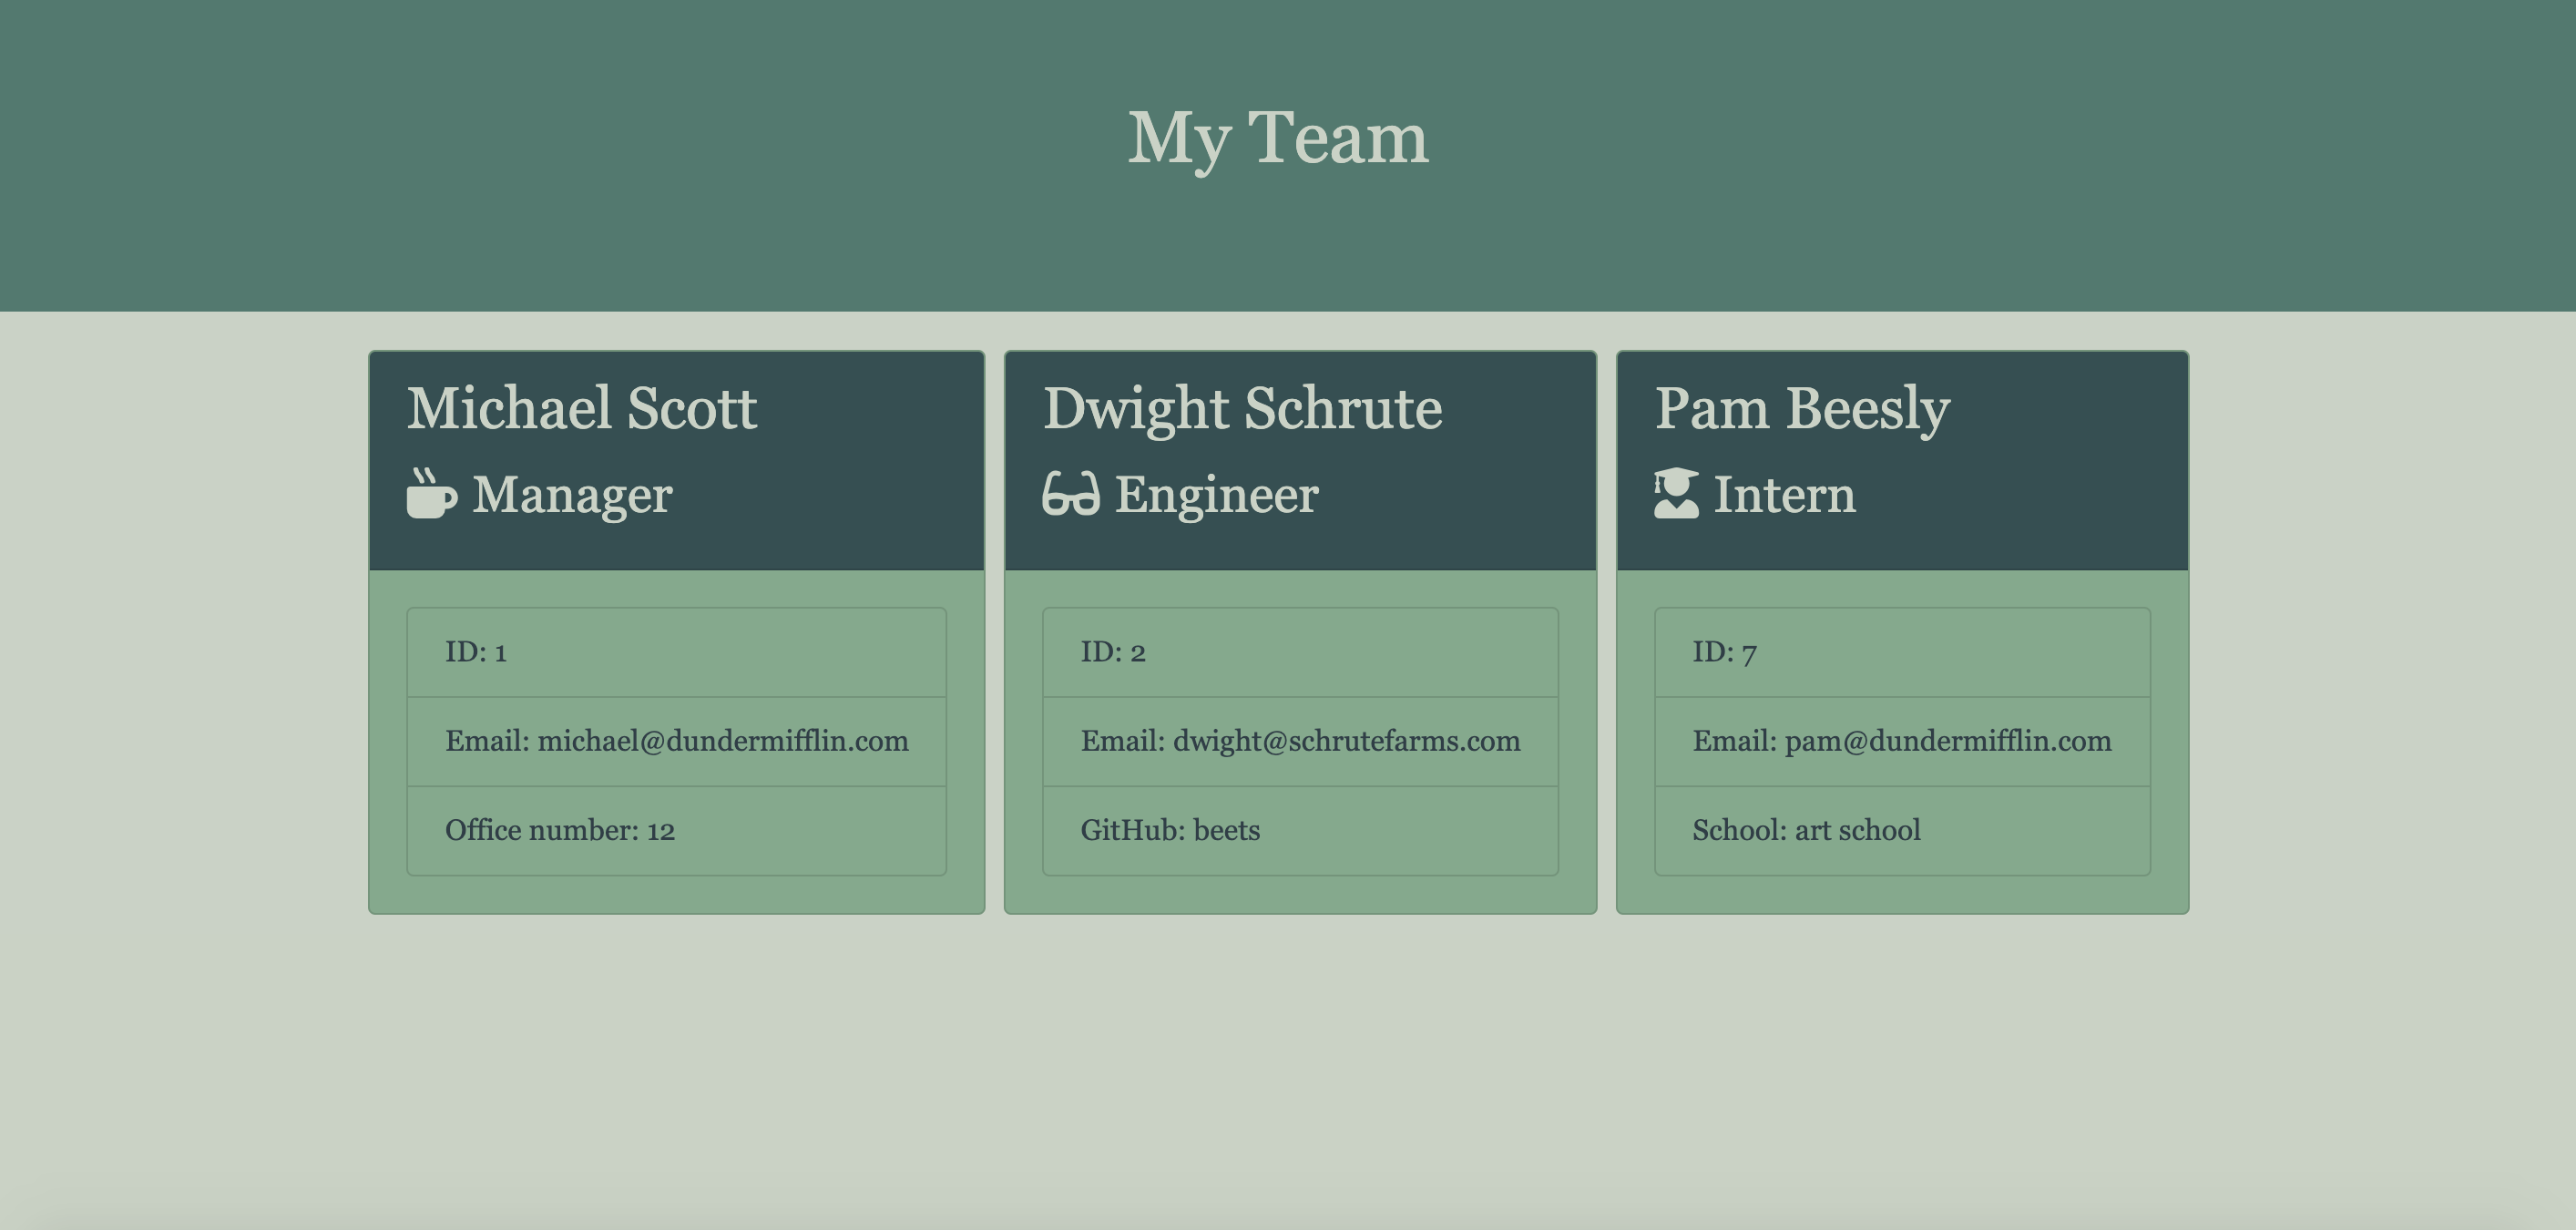 My Team
Michael Scott
Manager
ID: 1
Email: michael@dundermifflin.com
Office number: 12
Dwight Schrute
Engineer
ID: 2
Email: dwight@schrutefarms.com
GitHub: beets
Pam Beesly
Intern
ID: 7
Email: pam@dundermifflin.com
School: art school